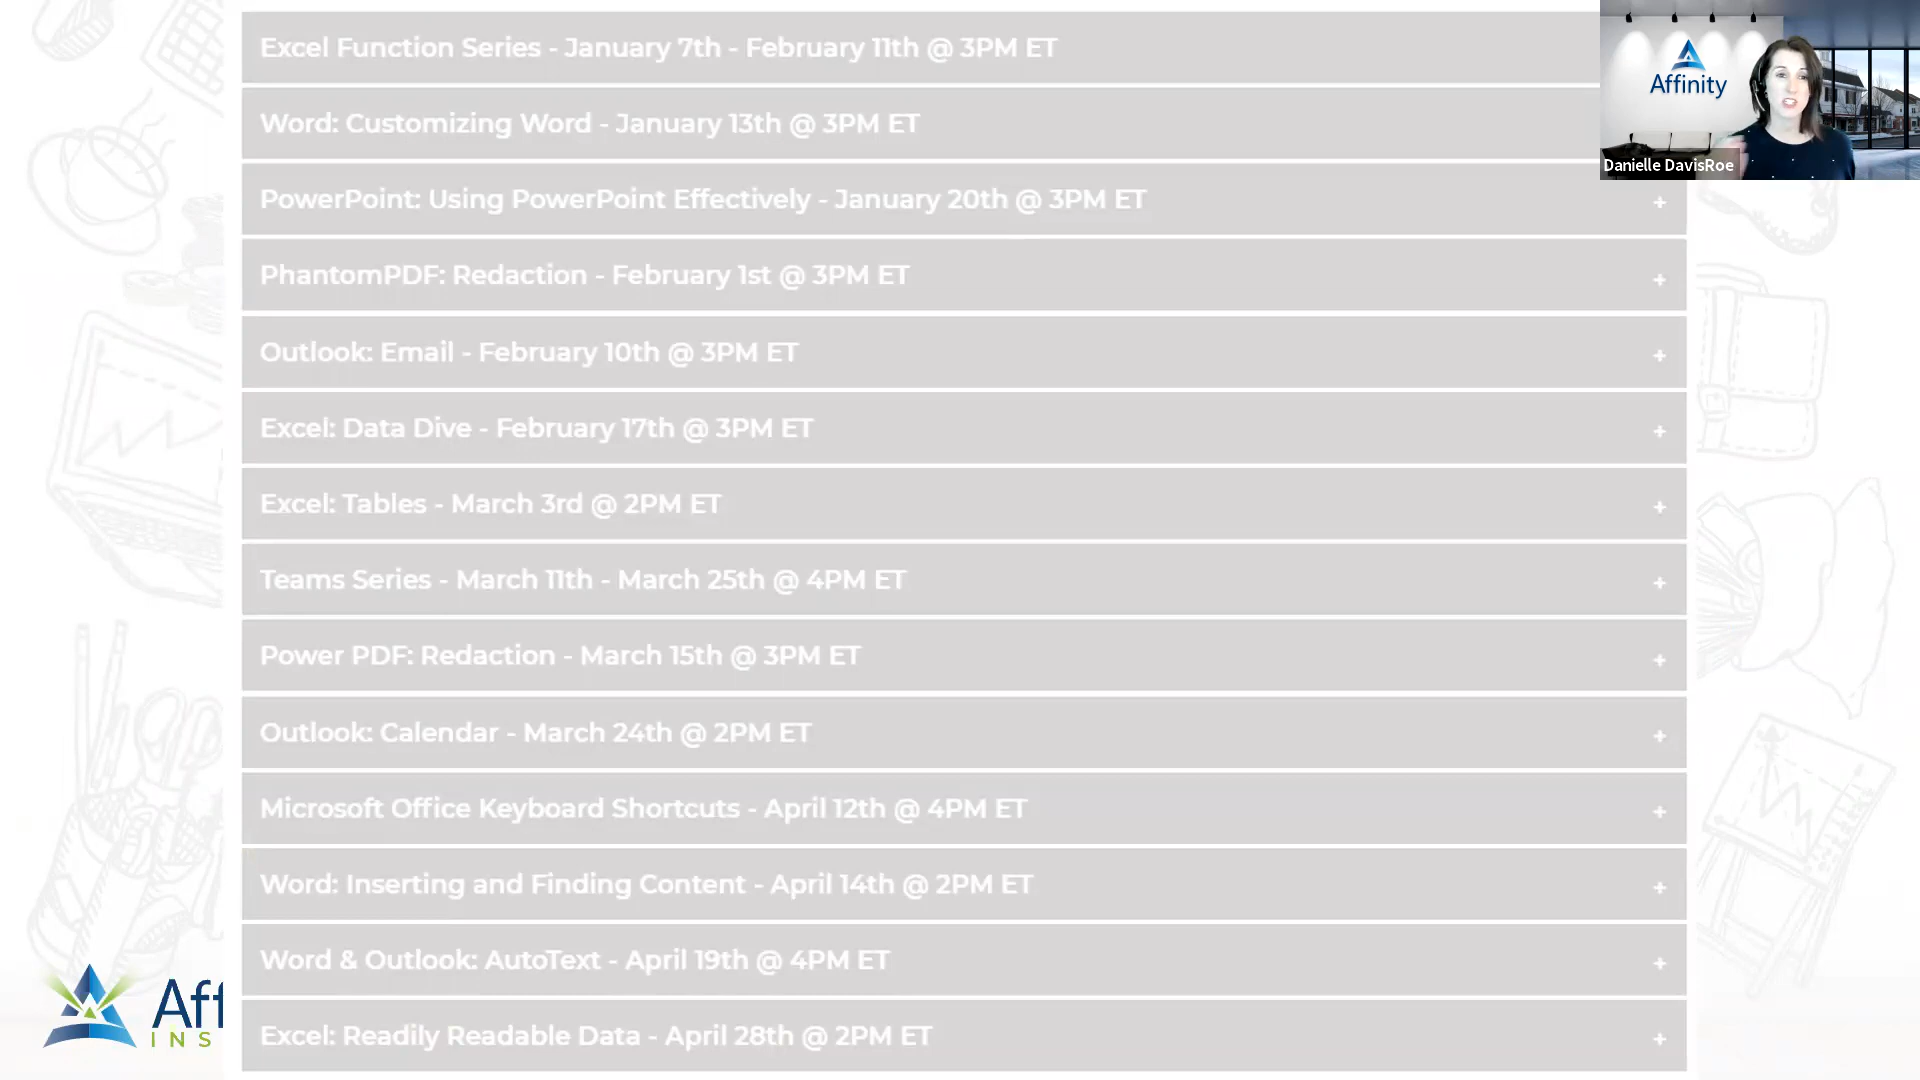 Excel Function Series - January 7th - February 11th @ 3PM ET
Affinity
Word: Customizing Word - January 13th @ 3PM ET
Danielle DavisRoe
PowerPoint: Using PowerPoint Effectively - January 20th @ 3PM ET
+
PhantomPDF: Redaction - February 1st @ 3PM ET
+
Outlook: Email - February 10th @ 3PM ET
+
Excel: Data Dive - February 17th @ 3PM ET
+
Excel: Tables - March 3rd @ 2PM ET
+
Teams Series - March 11th - March 25th @ 4PM ET
+
Power PDF: Redaction - March 15th @ 3PM ET
+
Outlook: Calendar - March 24th @ 2PM ET
+
Microsoft Office Keyboard Shortcuts - April 12th @ 4PM ET
+
Word: Inserting and Finding Content - April 14th @ 2PM ET
+
Word & Outlook: AutoText - April 19th @ 4PM ET
+
Aff
INS
Excel: Readily Readable Data - April 28th @ 2PM ET
+